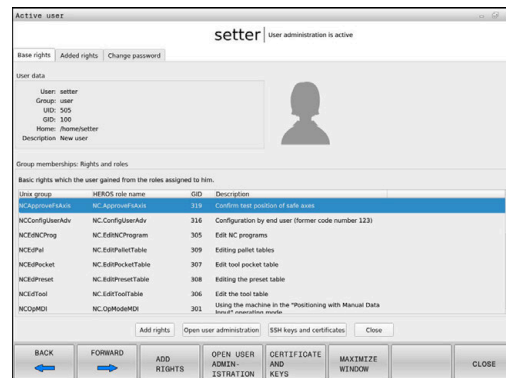 Active user
setter User administration is active
Base rights Added rights Change password
User data
User: setter
Group: user
UID: 505
GID: 100
Home: /home/setter
Description New user
Group memberships: Rights and roles
Basic rights which the user gained from the roles assigned to him.
Unix group HEROS role name GID Description
NCApproveFsAxis NC.ApproveFsAxis 319 Confirm test position of safe axes
NCConfigUserAdv NC.ConfigUserAdv 316 Configuration by end user (former code number 123)
NCEdNCProg NC.EditNCProgram 305 Edit NC programs
NCEdPal NC.EditPalletTable 309 Editing pallet tables
NCEdPocket NC.EditPocketTable 307 Edit tool pocket table
NCEdPreset NC.EditPresetTable 308 Editing the preset table
NCEdTool NC.EditToolTable 306 Edit the tool table
NCOpMDI NC.OpModeMDI 301 Using the machine in the "Positioning with Manual Data
Input" operating mode
Add rights Open user administration SSH keys and certificates Close
BACK FORWARD ADD RIGHTS OPEN USER ADMIN- ISTRATION CERTIFICATE AND KEYS MAXIMIZE WINDOW CLOSE